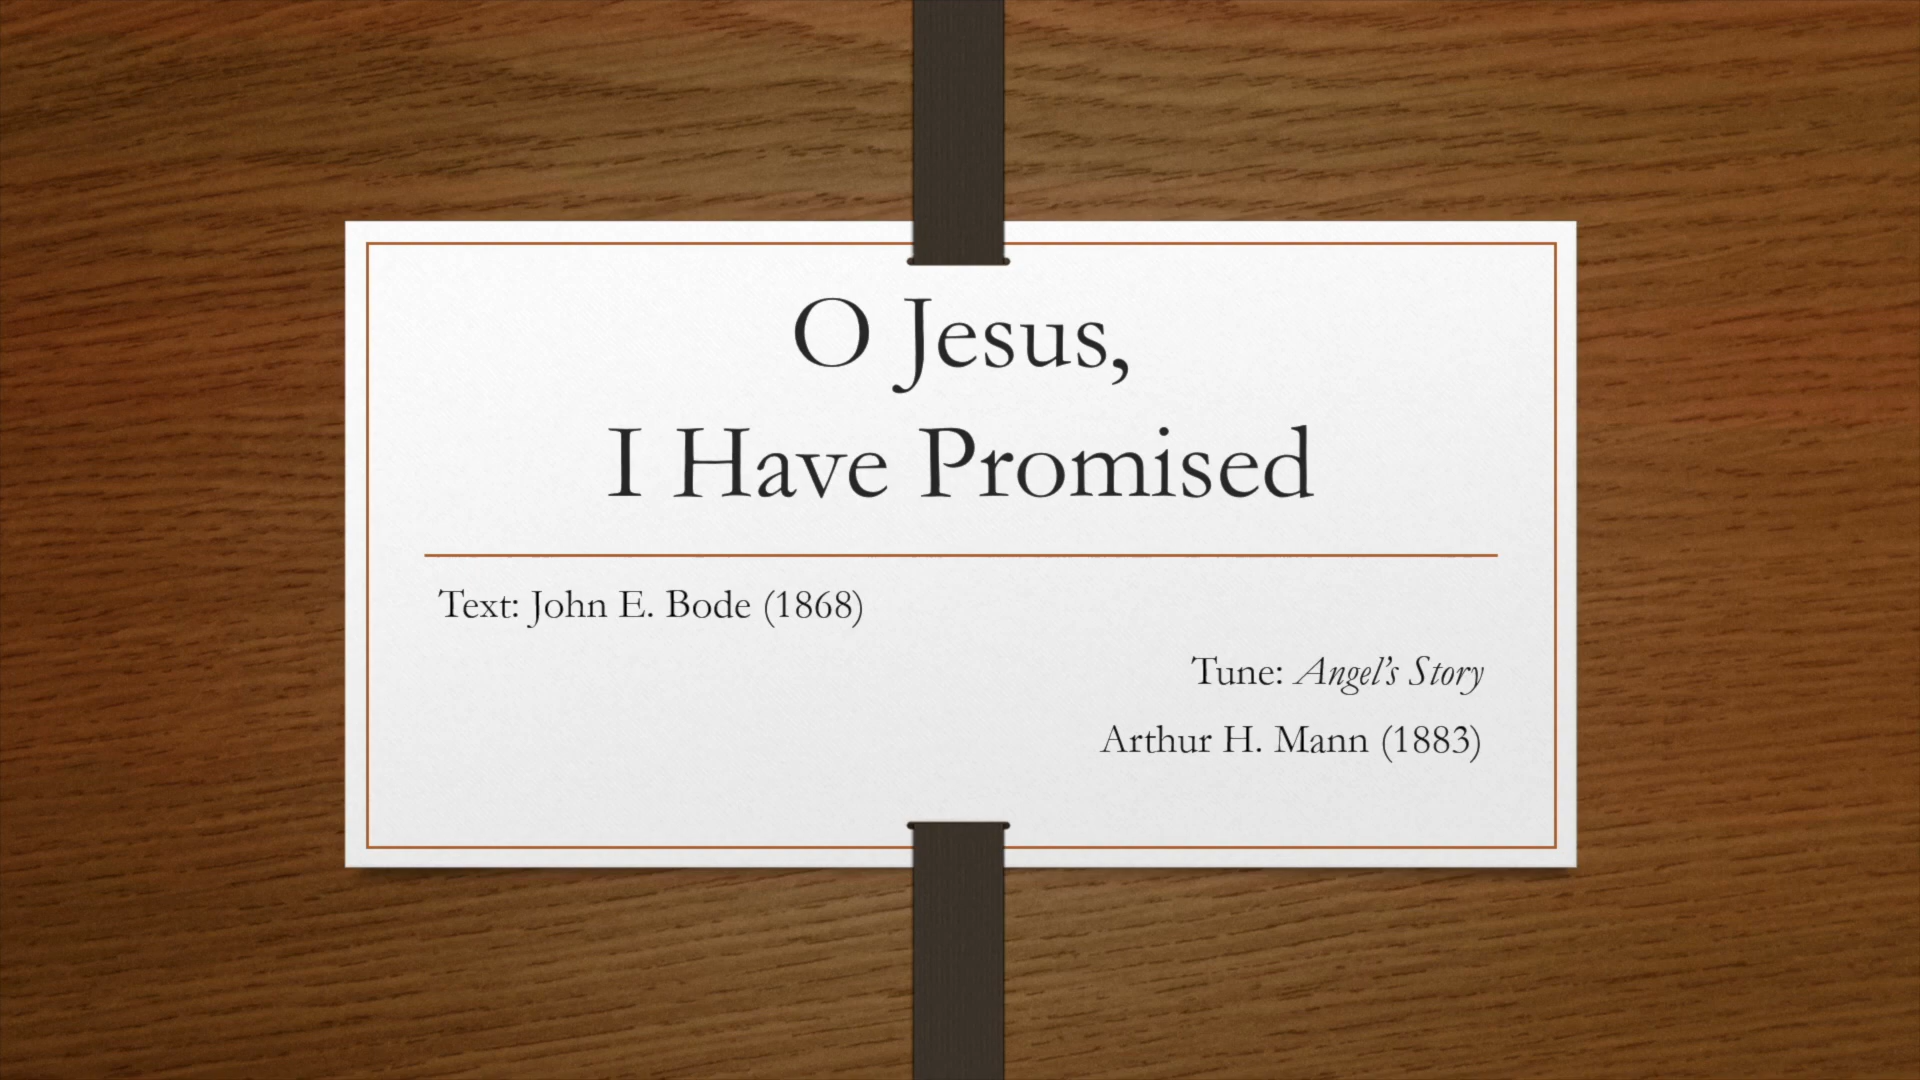 O Jesus,
I Have Promised
Text: John E. Bode (1868)
Tune: Angel’s Story
Arthur H. Mann (1883)